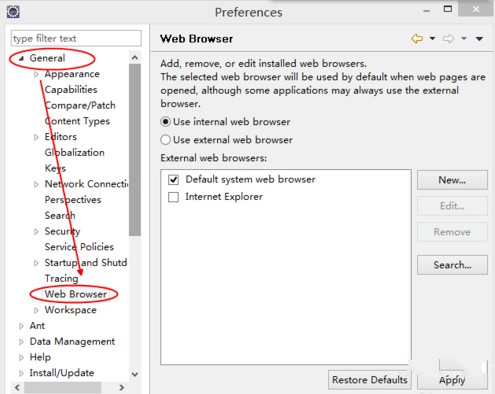 Preferences
type filter text
General
Appearance
Capabilities
Compare/Patch
Content Types
Editors
Globalization
Keys
Network Connecti
Perspectives
Search
Security
Service Policies
Startup and Shutd
Tracing
Web Browser
Workspace
Ant
Data Management
Help
Install/Update
Web Browser
Add, remove, or edit installed web browsers.
The selected web browser will be used by default when web pages are
opened, although some applications may always use the external
browser.
Use internal web browser
Use external web browser
External web browsers:
Default system web browser
Internet Explorer
New...
Edit...
Remove
Search...
Restore Defaults
Apply